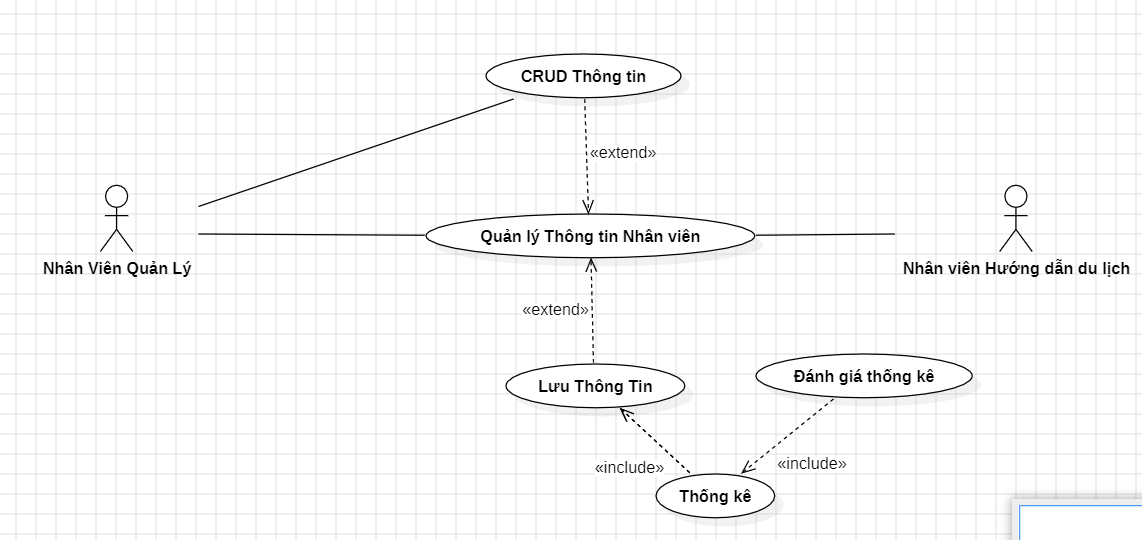 CRUD Thông tin
«extend»
Nhân Viên Quản Lý
Quản lý Thông tin Nhân viên
Nhân viên Hướng dẫn du lịch
«extend»
Lưu Thông Tin
Đánh giá thống kê
«include»
«include»
Thống kê